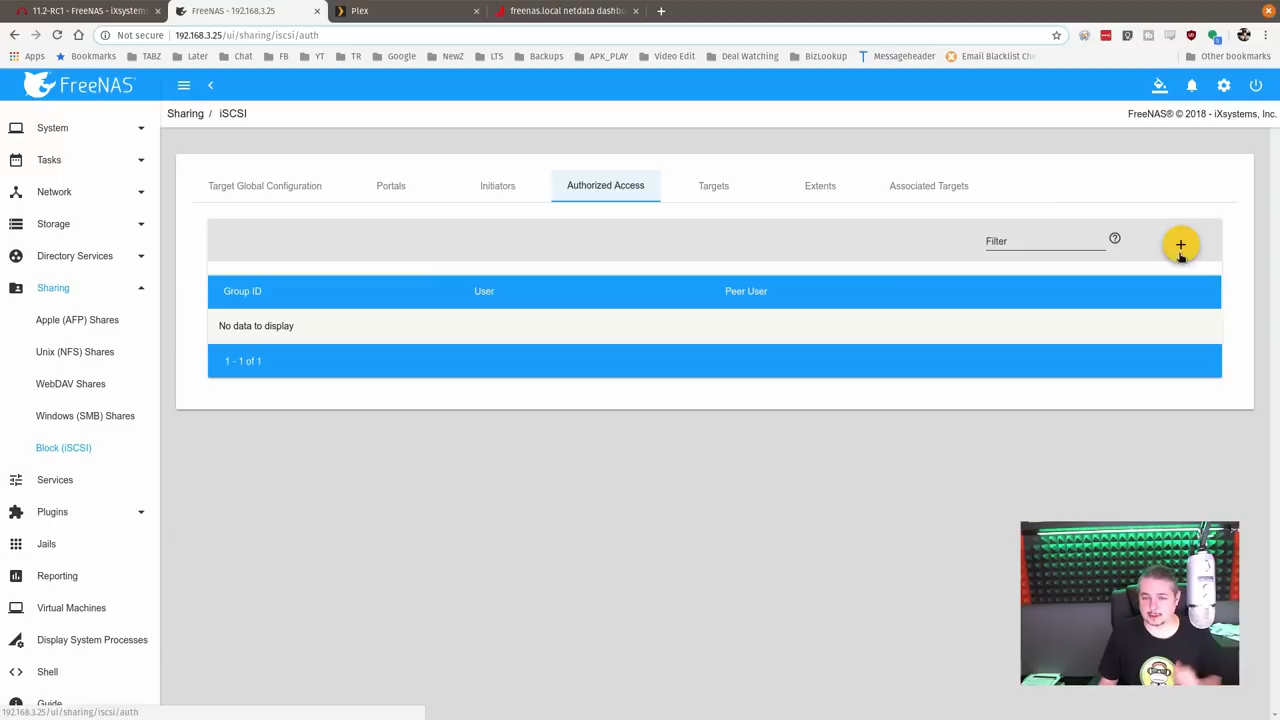 11.2-RC1 - FreeNAS - iXsystems, × FreeNAS - 192.168.3.25 × Plex × freenas.local netdata dashb × +
Not secure 192.168.3.25/ui/sharing/iscsi/auth
Apps Bookmarks TABZ Later Chat FB YT TR Google NewZ LTS Backups APK_PLAY Video Edit Deal Watching BizLookup Messageheader Email Blacklist Che Other bookmarks
FreeNAS
Sharing / iSCSI FreeNAS® © 2018 - iXsystems, Inc.
System
Tasks
Network
Storage
Directory Services
Sharing
Apple (AFP) Shares
Unix (NFS) Shares
WebDAV Shares
Windows (SMB) Shares
Block (iSCSI)
Services
Plugins
Jails
Reporting
Virtual Machines
Display System Processes
Shell
Guide
Target Global Configuration Portals Initiators Authorized Access Targets Extents Associated Targets
Filter
Group ID User Peer User
No data to display
1 - 1 of 1
192.168.3.25/ui/sharing/iscsi/auth